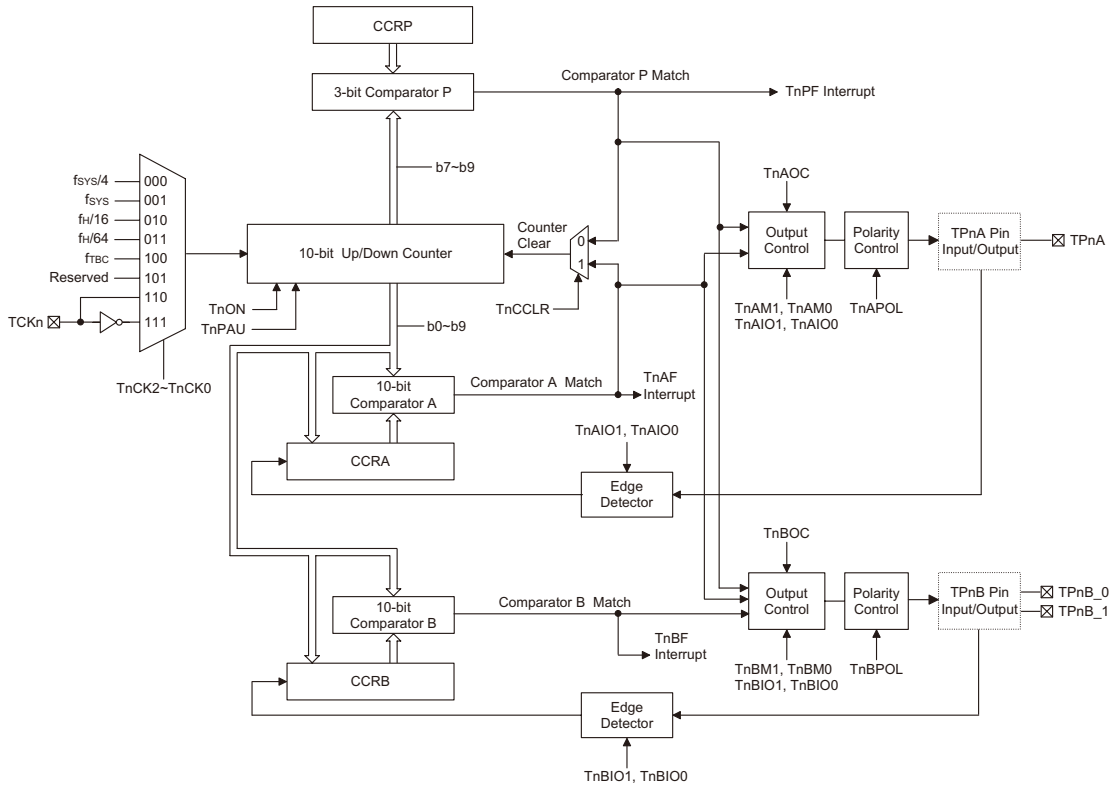 CCRP
3-bit Comparator P
Comparator P Match
TnPF Interrupt
b7~b9
fSYS/4
000
fSYS
001
fH/16
010
fH/64
011
fTBC
100
Reserved
101
110
TCKn
111
TnCK2~TnCK0
10-bit Up/Down Counter
TnON
TnPAU
Counter
Clear
0
1
TnCCLR
b0~b9
TnAOC
Output
Control
Polarity
Control
TPnA Pin
Input/Output
TPnA
TnAM1, TnAM0
TnAIO1, TnAIO0
TnAPOL
10-bit
Comparator A
Comparator A Match
TnAF
Interrupt
CCRA
TnAIO1, TnAIO0
Edge
Detector
TnBOC
Output
Control
Polarity
Control
TPnB Pin
Input/Output
TPnB_0
TPnB_1
10-bit
Comparator B
Comparator B Match
TnBF
Interrupt
TnBM1, TnBM0
TnBIO1, TnBIO0
TnBPOL
CCRB
Edge
Detector
TnBIO1, TnBIO0